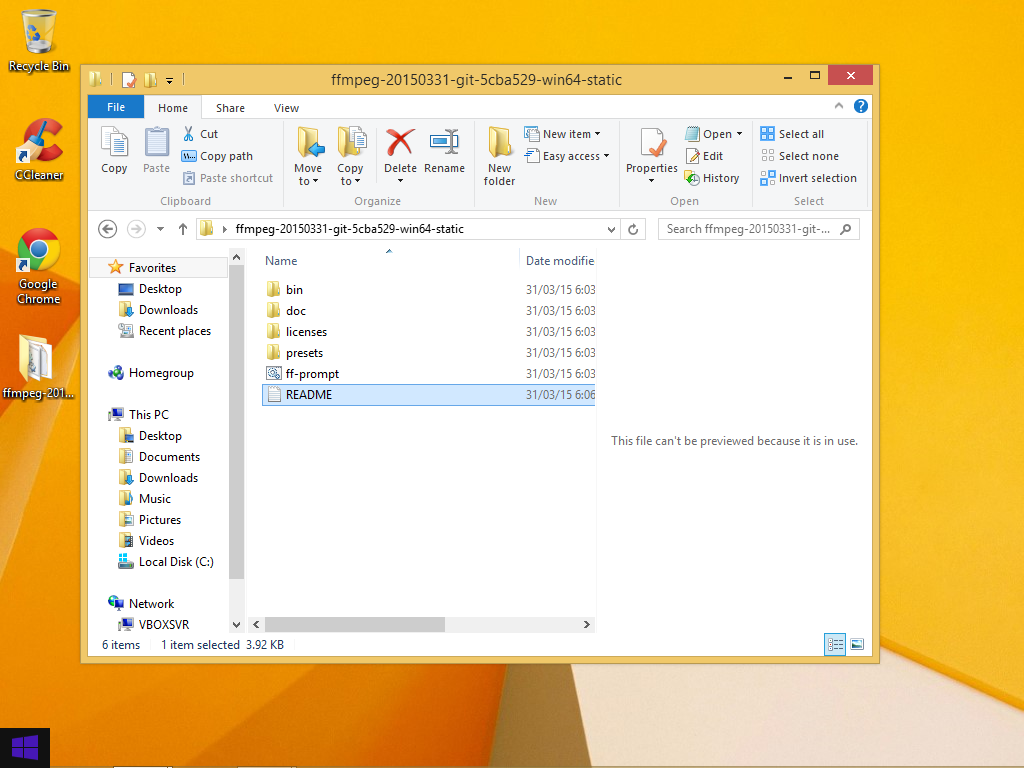 Recycle Bin
CCleaner
Google
Chrome
ffmpeg-201...
ffmpeg-20150331-git-5cba529-win64-static
File Home Share View
Copy
Paste
Cut
Copy path
Paste shortcut
Clipboard
Move
to
Copy
to
Delete
Rename
Organize
New
folder
New item
Easy access
New
Properties
Open
Edit
History
Open
Select all
Select none
Invert selection
Select
ffmpeg-20150331-git-5cba529-win64-static
Search ffmpeg-20150331-git-...
Favorites
Desktop
Downloads
Recent places
Homegroup
This PC
Desktop
Documents
Downloads
Music
Pictures
Videos
Local Disk (C:)
Network
VBOXSVR
Name Date modifie
bin 31/03/15 6:03
doc 31/03/15 6:03
licenses 31/03/15 6:03
presets 31/03/15 6:03
ff-prompt 31/03/15 6:03
README 31/03/15 6:06
This file can't be previewed because it is in use.
6 items 1 item selected 3.92 KB